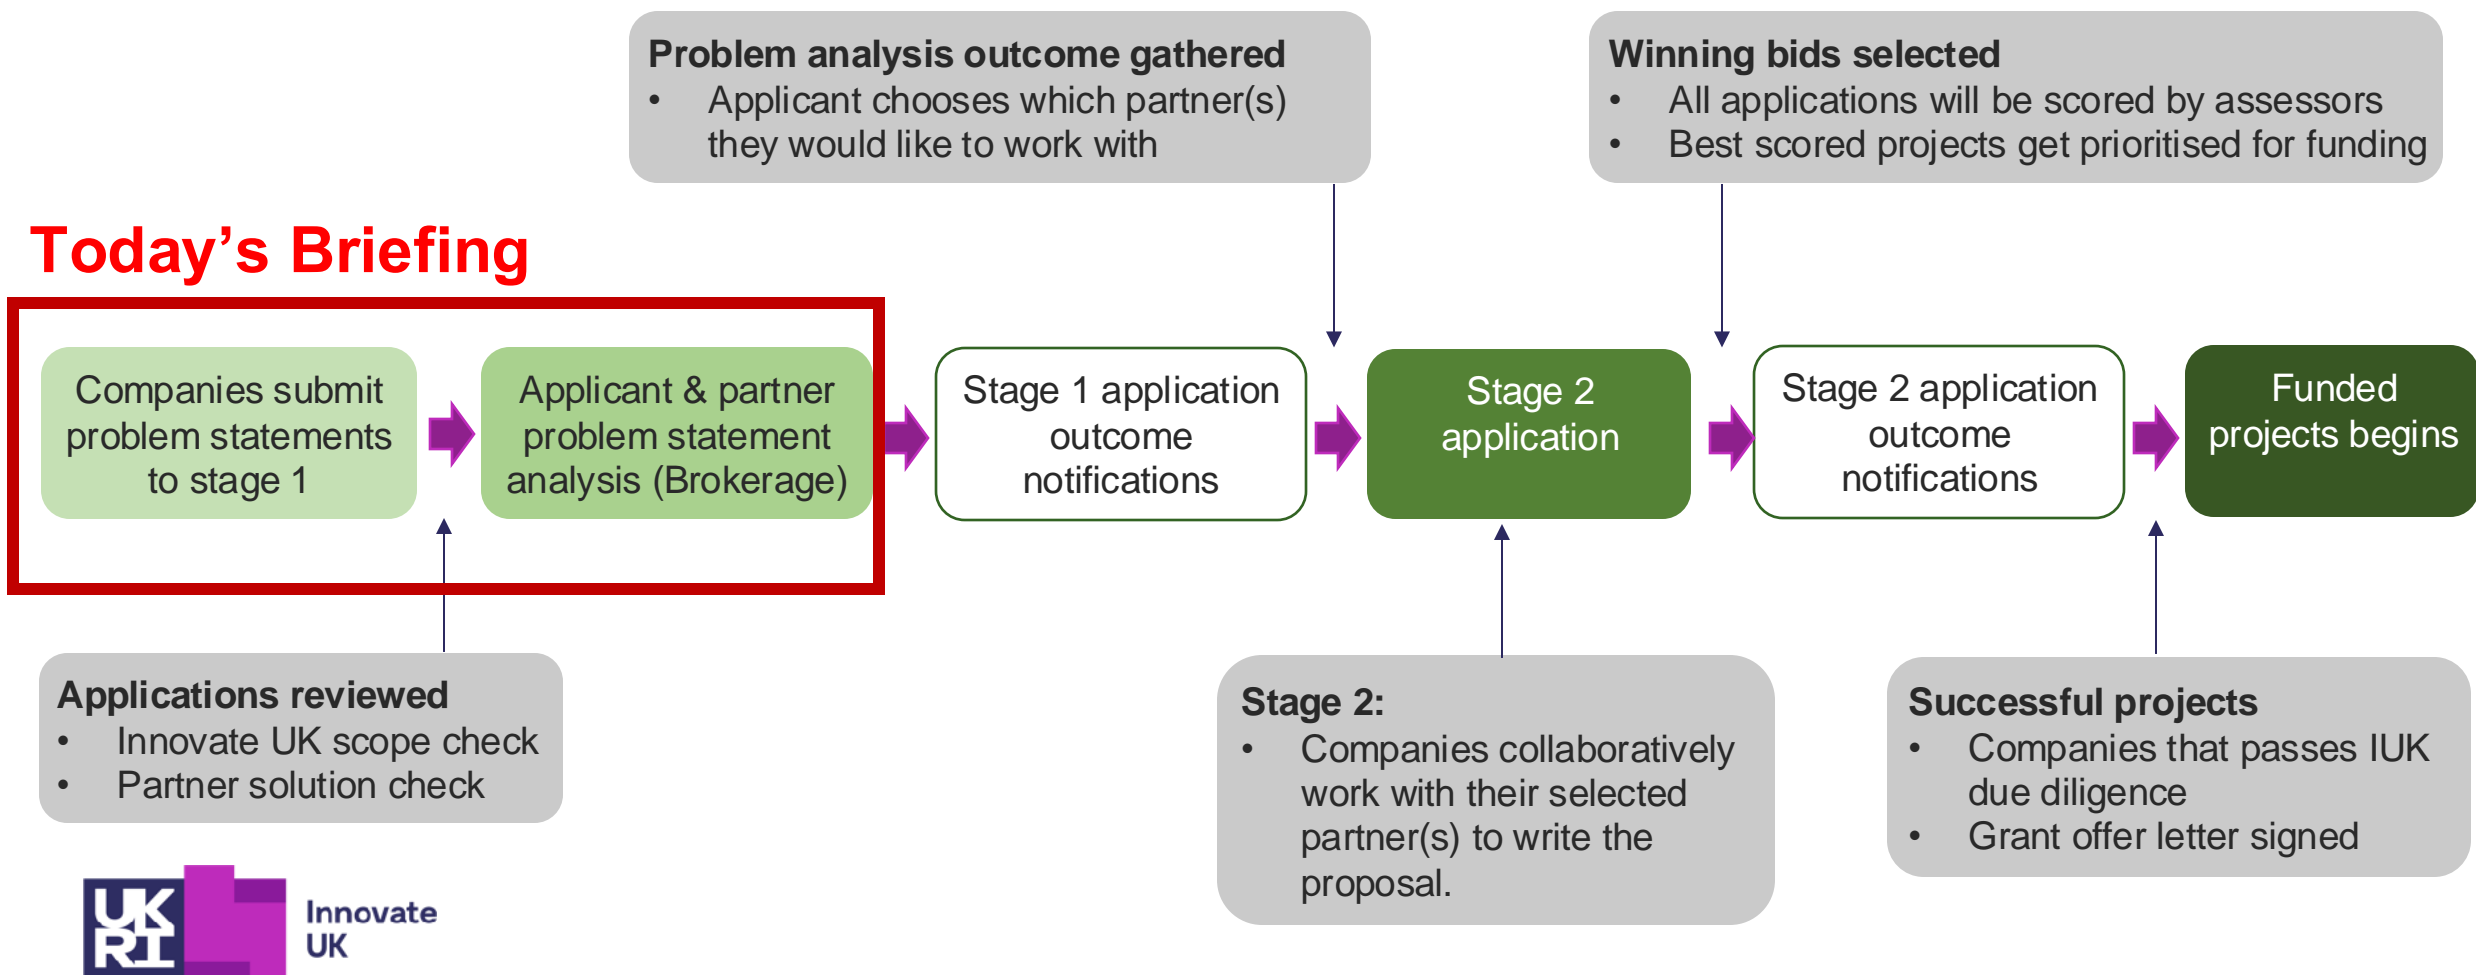 Problem analysis outcome gathered
• Applicant chooses which partner(s)
they would like to work with
Winning bids selected
• All applications will be scored by assessors
• Best scored projects get prioritised for funding
Today’s Briefing
Companies submit
problem statements
to stage 1
Applicant & partner
problem statement
analysis (Brokerage)
Stage 1 application
outcome
notifications
Stage 2
application
Stage 2 application
outcome
notifications
Funded
projects begins
Applications reviewed
• Innovate UK scope check
• Partner solution check
Stage 2:
• Companies collaboratively
work with their selected
partner(s) to write the
proposal.
Successful projects
• Companies that passes IUK
due diligence
• Grant offer letter signed
UK
RI
Innovate
UK